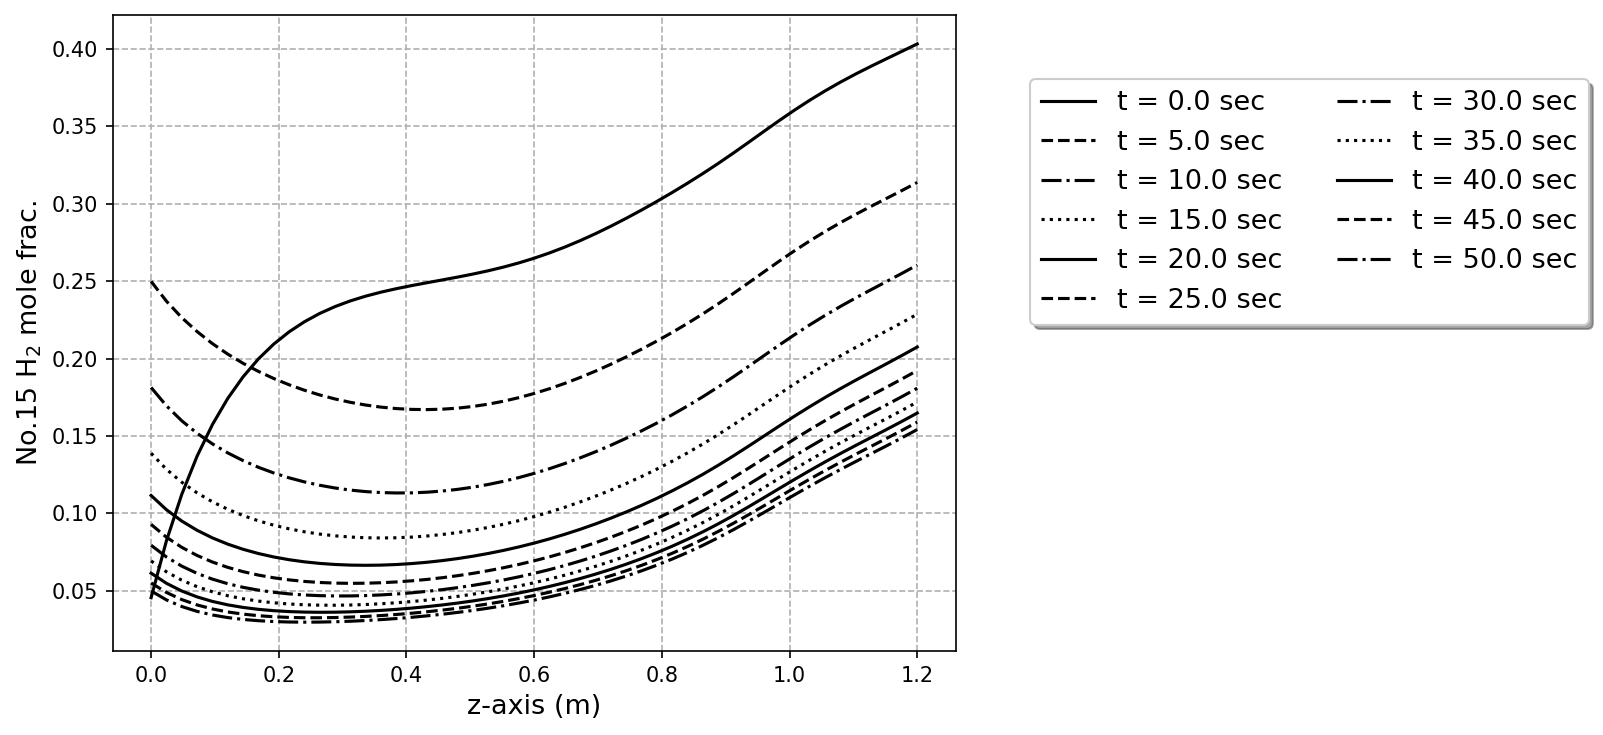 No.15 H₂ mole frac.
0.40
0.35
0.30
0.25
0.20
0.15
0.10
0.05
0.0 0.2 0.4 0.6 0.8 1.0 1.2
z-axis (m)
t = 0.0 sec
t = 5.0 sec
t = 10.0 sec
t = 15.0 sec
t = 20.0 sec
t = 25.0 sec
t = 30.0 sec
t = 35.0 sec
t = 40.0 sec
t = 45.0 sec
t = 50.0 sec